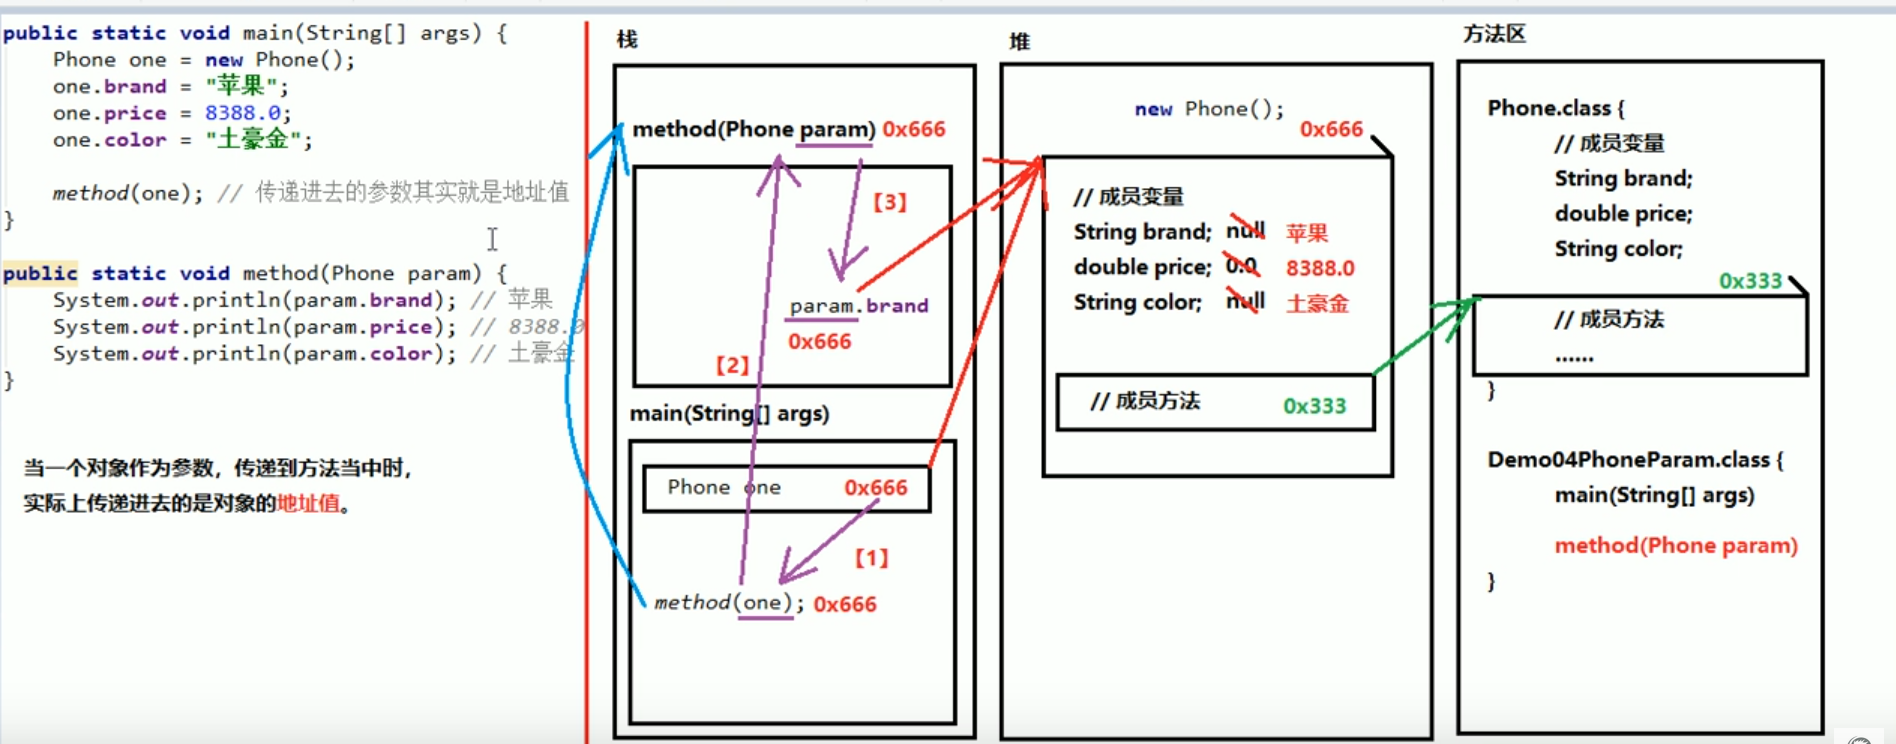 public static void main(String[] args) {
Phone one = new Phone();
one.brand = "苹果";
one.price = 8388.0;
one.color = "土豪金";
method(one); // 传递进去的参数其实就是地址值
}
public static void method(Phone param) {
System.out.println(param.brand); // 苹果
System.out.println(param.price); // 8388.0
System.out.println(param.color); // 土豪金
}
当一个对象作为参数，传递到方法当中时，
实际上传递进去的是对象的地址值。
栈
method(Phone param) 0x666
【3】
param.brand
0x666
【2】
main(String[] args)
Phone one 0x666
【1】
method(one); 0x666
堆
new Phone();
0x666
// 成员变量
String brand; null 苹果
double price; 0.0 8388.0
String color; null 土豪金
// 成员方法 0x333
方法区
Phone.class {
// 成员变量
String brand;
double price;
String color;
0x333
// 成员方法
......
}
Demo04PhoneParam.class {
main(String[] args)
method(Phone param)
}